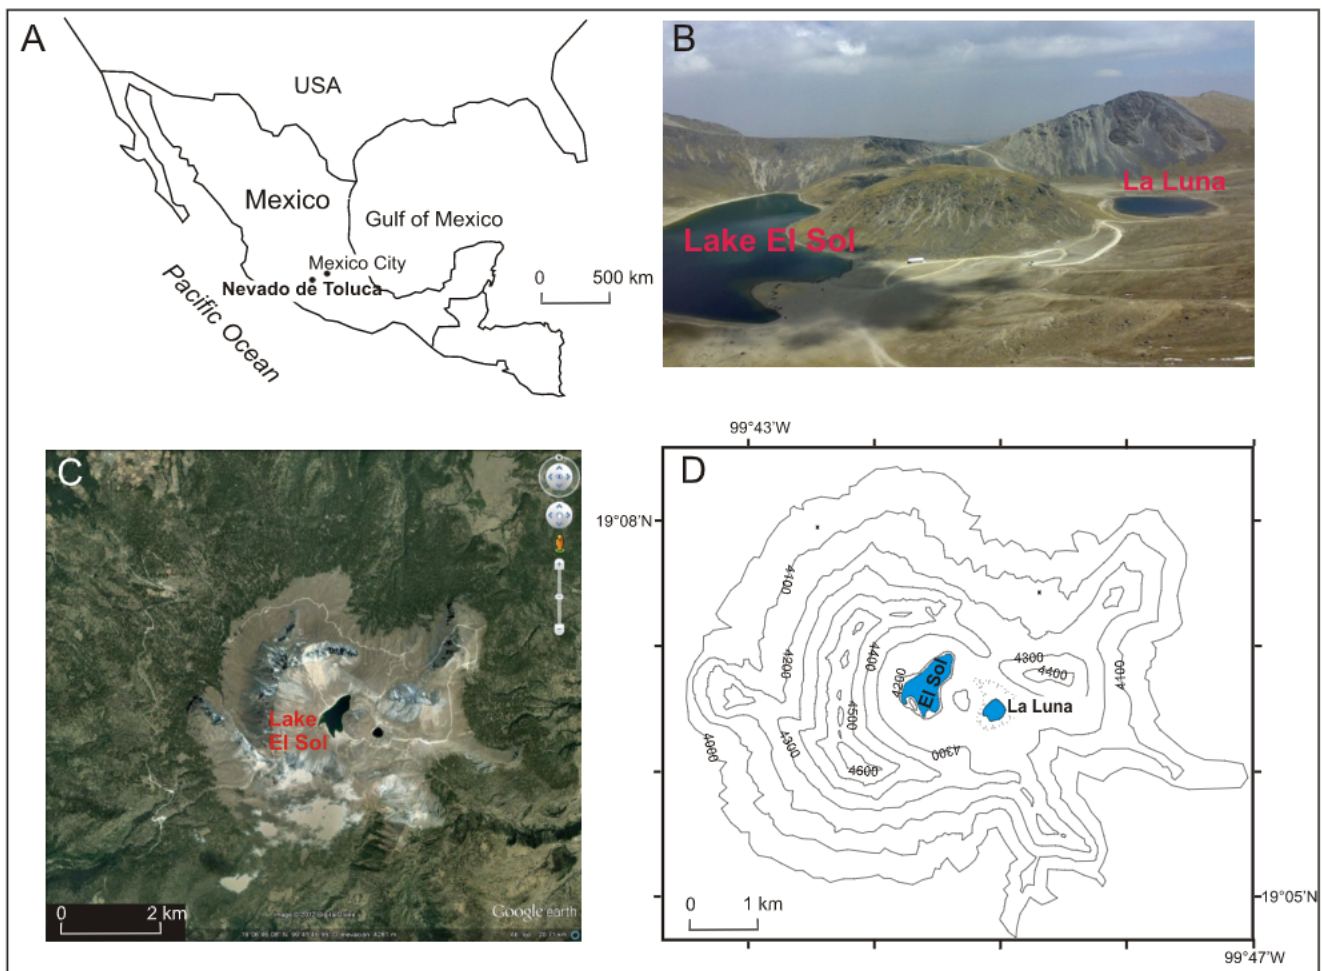 A
USA
Mexico
Gulf of Mexico
Mexico City
Nevado de Toluca
Pacific Ocean
0 500 km
B
La Luna
Lake El Sol
C
Lake
El Sol
0 2 km
Google earth
99°43'W
D
19°08'N
4100
4200
4400
4300
4400
4100
4200
El Sol
La Luna
4500
4000
4300
4300
4600
0 1 km
19°05'N
99°47'W